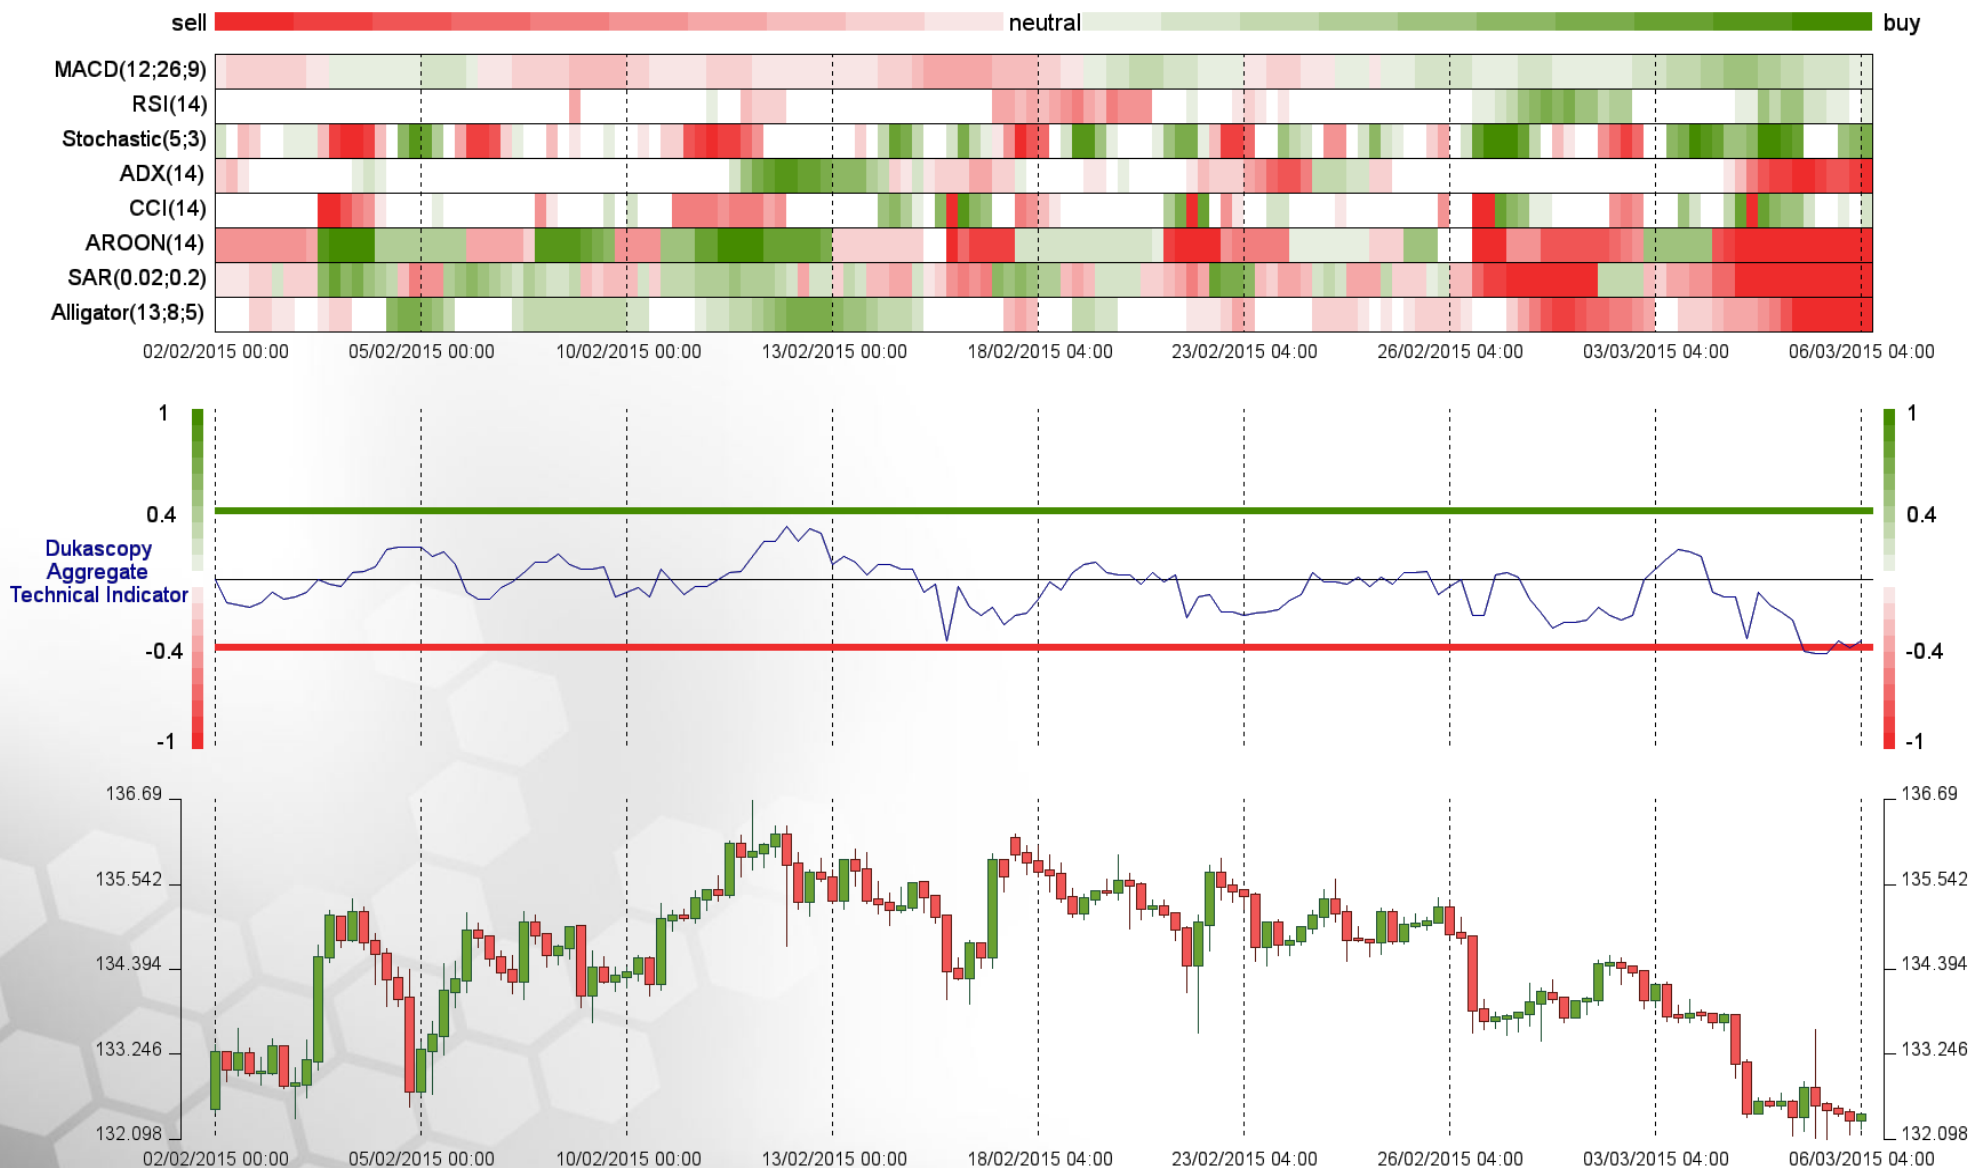 sell neutral buy
MACD(12;26;9)
RSI(14)
Stochastic(5;3)
ADX(14)
CCI(14)
AROON(14)
SAR(0.02;0.2)
Alligator(13;8;5)
02/02/2015 00:00 05/02/2015 00:00 10/02/2015 00:00 13/02/2015 00:00 18/02/2015 04:00 23/02/2015 04:00 26/02/2015 04:00 03/03/2015 04:00 06/03/2015 04:00
1 1
0.4 0.4
Dukascopy
Aggregate
Technical Indicator
-0.4 -0.4
-1 -1
136.69 136.69
135.542 135.542
134.394 134.394
133.246 133.246
132.098 132.098
02/02/2015 00:00 05/02/2015 00:00 10/02/2015 00:00 13/02/2015 00:00 18/02/2015 04:00 23/02/2015 04:00 26/02/2015 04:00 03/03/2015 04:00 06/03/2015 04:00